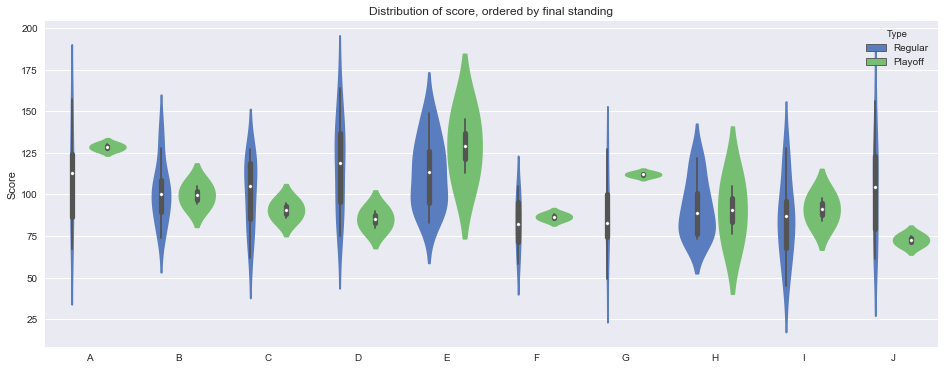 Distribution of score, ordered by final standing
200
175
150
125
100
75
50
25
Score
Type
Regular
Playoff
A B C D E F G H I J